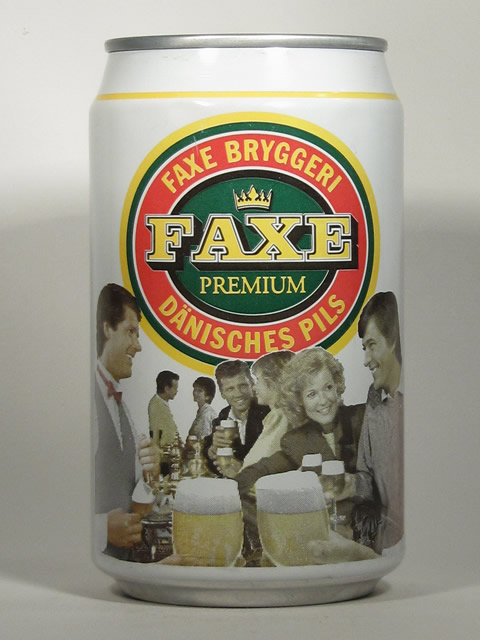 FAXE BRYGGERI
FAXE
PREMIUM
DÄNISCHES PILS